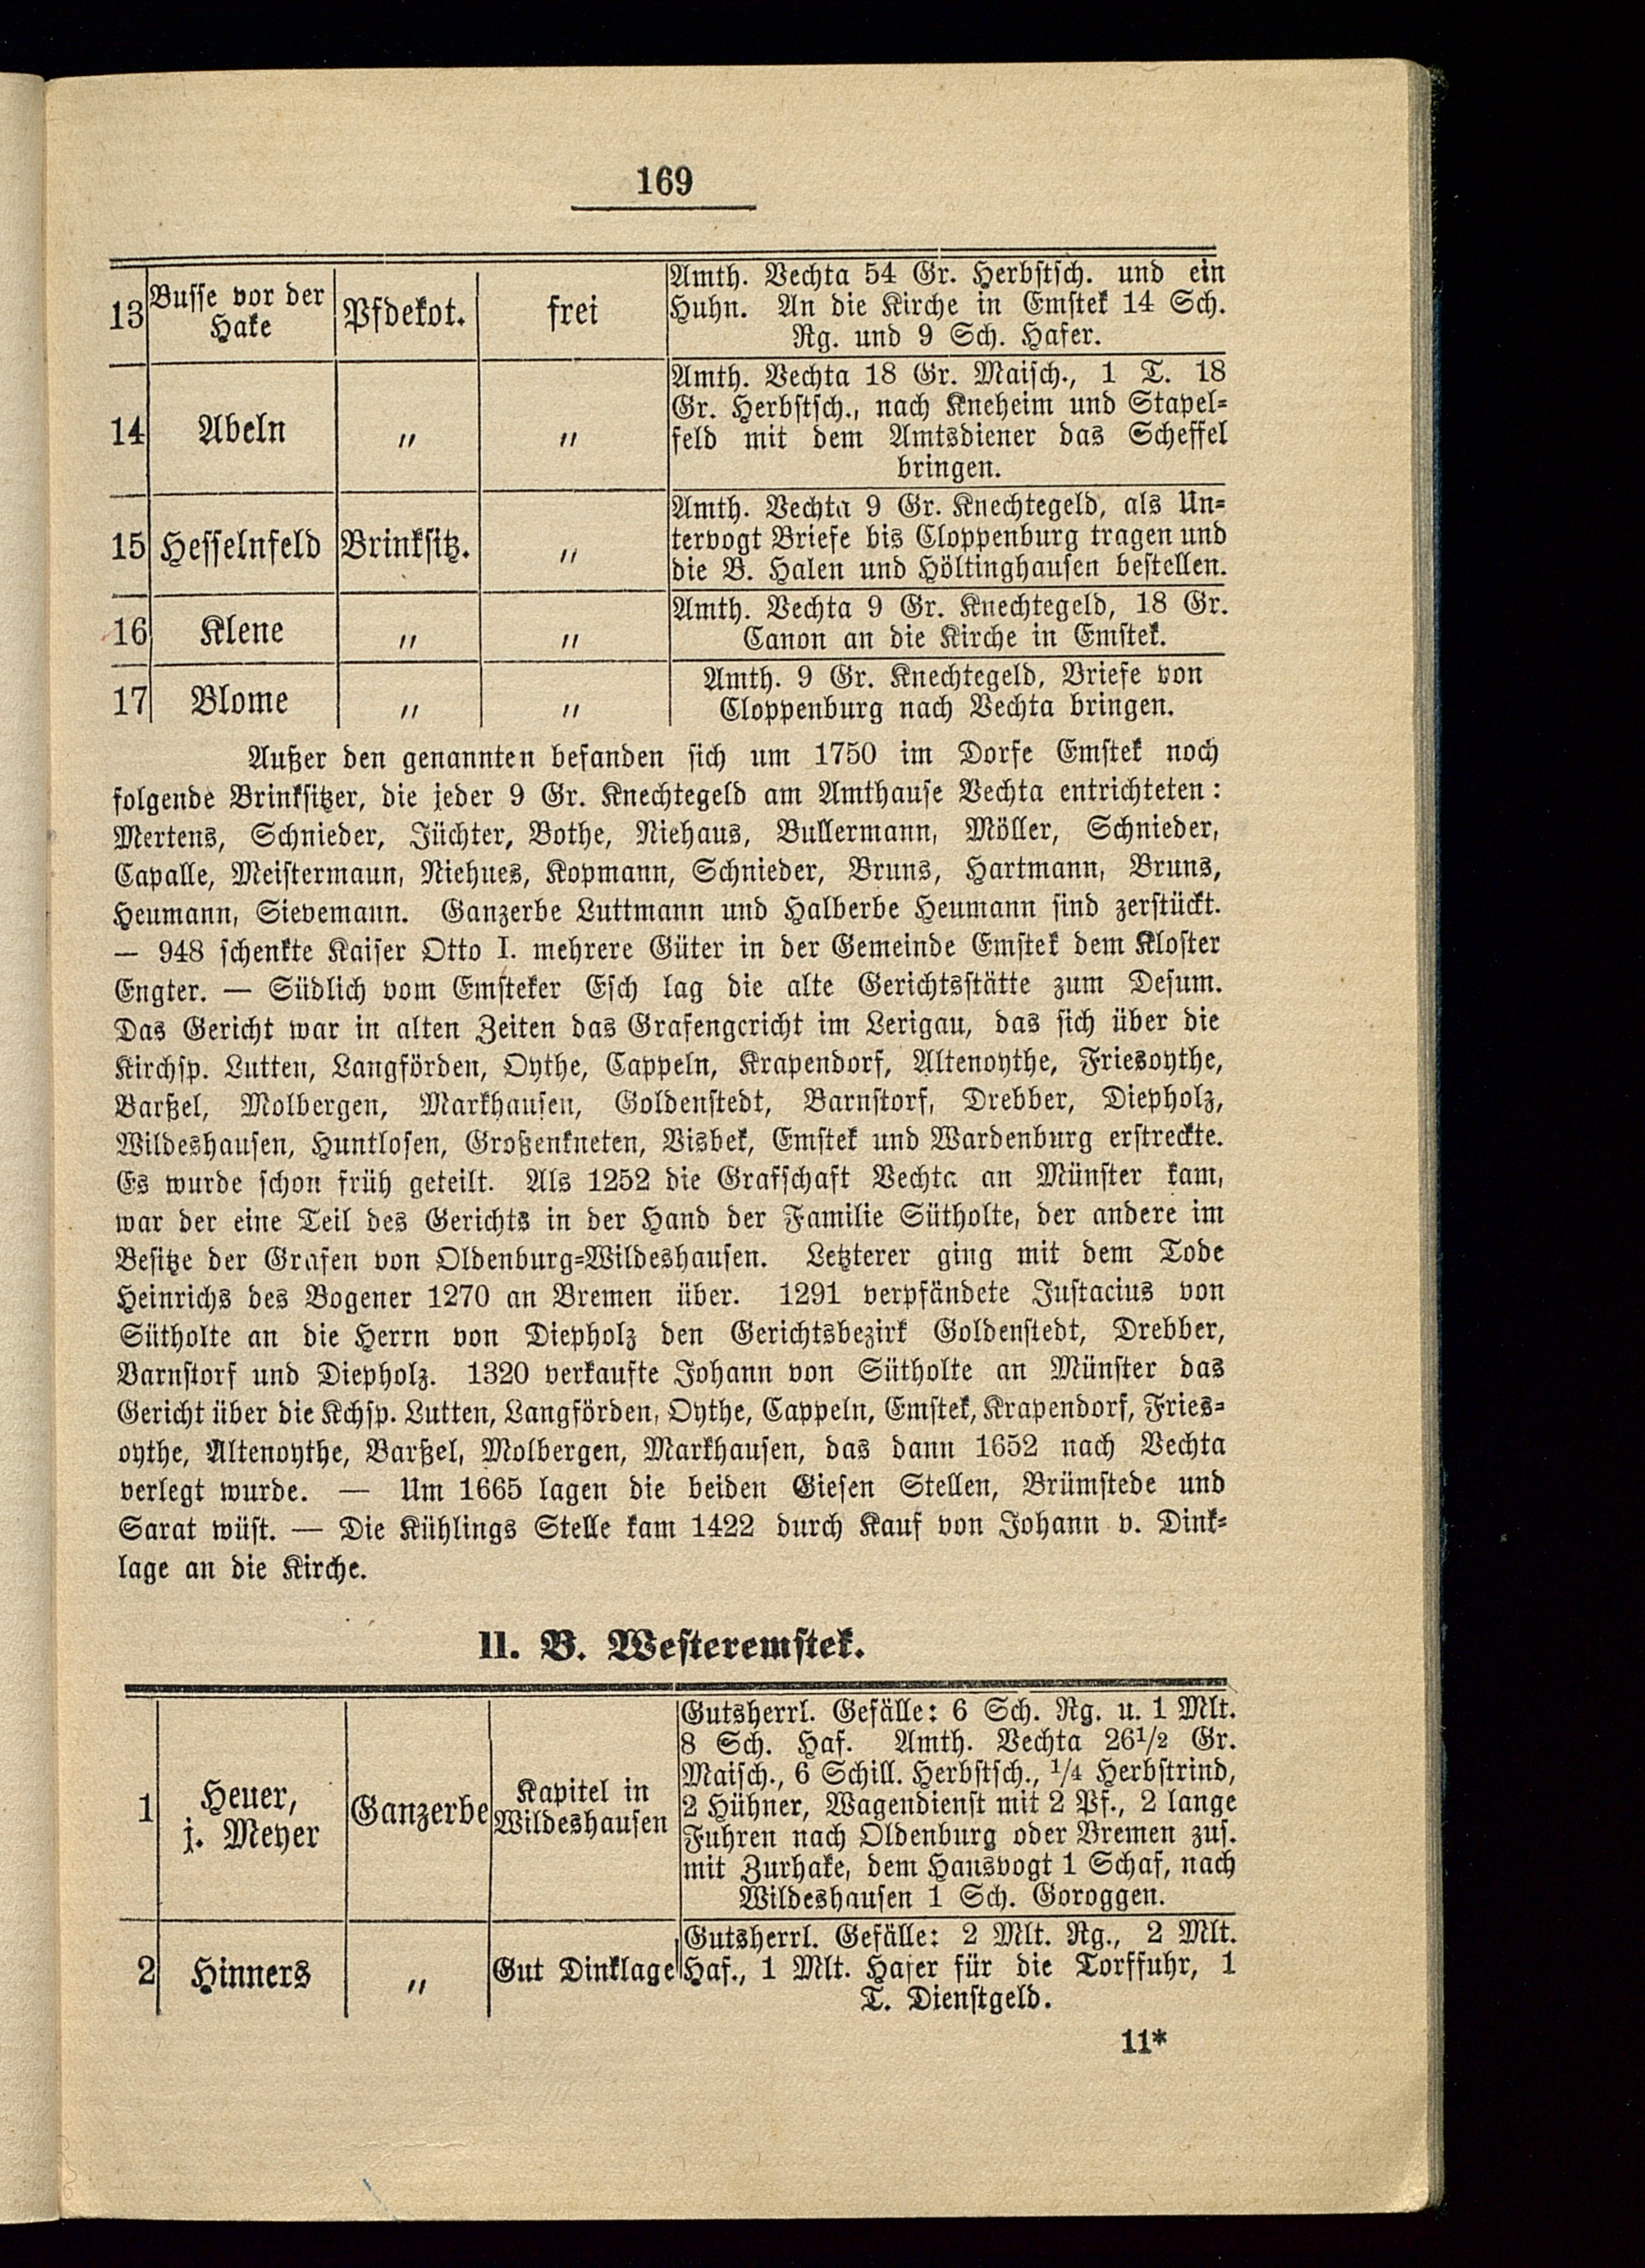 169
13 Busse vor der Hake Pfdekot. frei Amth. Vechta 54 Gr. Herbstsch. und ein
Huhn. An die Kirche in Emstek 14 Sch.
Rg. und 9 Sch. Hafer.
14 Abeln " " Amth. Vechta 18 Gr. Maisch., 1 T. 18
Gr. Herbstsch., nach Kneheim und Stapel-
feld mit dem Amtsdiener das Scheffel
bringen.
15 Hesselnfeld Brinksitz. " Amth. Vechta 9 Gr. Knechtegeld, als Un-
tervogt Briefe bis Cloppenburg tragen und
die B. Halen und Höltinghausen bestellen.
16 Klene " " Amth. Vechta 9 Gr. Knechtegeld, 18 Gr.
Canon an die Kirche in Emstek.
17 Blome " " Amth. 9 Gr. Knechtegeld, Briefe von
Cloppenburg nach Vechta bringen.
Außer den genannten befanden sich um 1750 im Dorfe Emstek noch
folgende Brinksitzer, die jeder 9 Gr. Knechtegeld am Amthause Vechta entrichteten:
Mertens, Schnieder, Jüchter, Bothe, Niehaus, Bullermann, Möller, Schnieder,
Capalle, Meistermann, Niehues, Kopmann, Schnieder, Bruns, Hartmann, Bruns,
Heumann, Sievemann. Ganzerbe Luttmann und Halberbe Heumann sind zerstückt.
— 948 schenkte Kaiser Otto I. mehrere Güter in der Gemeinde Emstek dem Kloster
Engter. — Südlich vom Emsteker Esch lag die alte Gerichtsstätte zum Desum.
Das Gericht war in alten Zeiten das Grafengericht im Lerigau, das sich über die
Kirchsp. Lutten, Langförden, Oythe, Cappeln, Krapendorf, Altenoythe, Friesoythe,
Barßel, Molbergen, Markhausen, Goldenstedt, Barnstorf, Drebber, Diepholz,
Wildeshausen, Huntlosen, Großenkneten, Visbek, Emstek und Wardenburg erstreckte.
Es wurde schon früh geteilt. Als 1252 die Grafschaft Vechta an Münster kam,
war der eine Teil des Gerichts in der Hand der Familie Sütholte, der andere im
Besitze der Grafen von Oldenburg-Wildeshausen. Letzterer ging mit dem Tode
Heinrichs des Bogener 1270 an Bremen über. 1291 verpfändete Justacius von
Sütholte an die Herrn von Diepholz den Gerichtsbezirk Goldenstedt, Drebber,
Barnstorf und Diepholz. 1320 verkaufte Johann von Sütholte an Münster das
Gericht über die Kchsp. Lutten, Langförden, Oythe, Cappeln, Emstek, Krapendorf, Fries-
oythe, Altenoythe, Barßel, Molbergen, Markhausen, das dann 1652 nach Vechta
verlegt wurde. — Um 1665 lagen die beiden Giesen Stellen, Brümstede und
Sarat wüst. — Die Kühlings Stelle kam 1422 durch Kauf von Johann v. Dink-
lage an die Kirche.
11. B. Westeremstek.
1 Heuer, j. Meyer Ganzerbe Kapitel in Wildeshausen Gutsherrl. Gefälle: 6 Sch. Rg. u. 1 Mlt.
8 Sch. Haf. Amth. Vechta 26 1/2 Gr.
Maisch., 6 Schill. Herbstsch., 1/4 Herbstrind,
2 Hühner, Wagendienst mit 2 Pf., 2 lange
Fuhren nach Oldenburg oder Bremen zus.
mit Zurhake, dem Hausvogt 1 Schaf, nach
Wildeshausen 1 Sch. Goroggen.
2 Hinners " Gut Dinklage Gutsherrl. Gefälle: 2 Mlt. Rg., 2 Mlt.
Haf., 1 Mlt. Hafer für die Torffuhr, 1
T. Dienstgeld.
11*